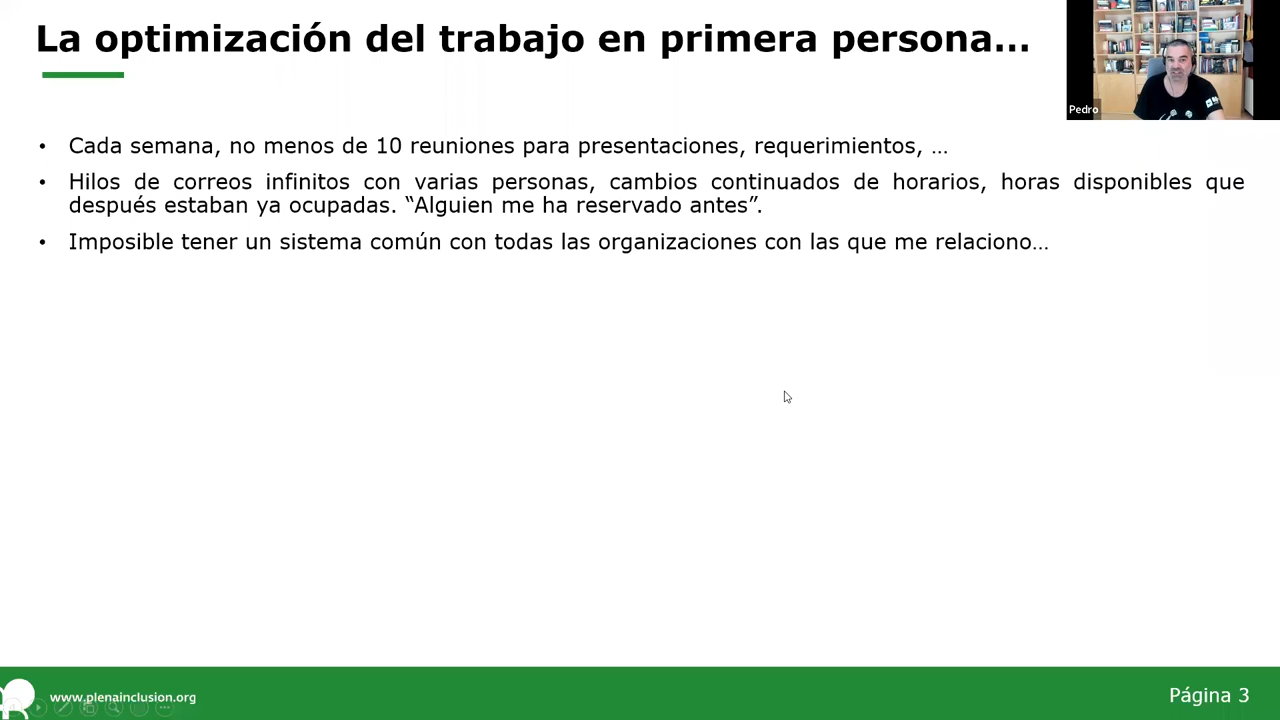 La optimización del trabajo en primera persona…
Pedro
• Cada semana, no menos de 10 reuniones para presentaciones, requerimientos, …
• Hilos de correos infinitos con varias personas, cambios continuados de horarios, horas disponibles que
después estaban ya ocupadas. “Alguien me ha reservado antes”.
• Imposible tener un sistema común con todas las organizaciones con las que me relaciono…
www.plenainclusion.org
Página 3